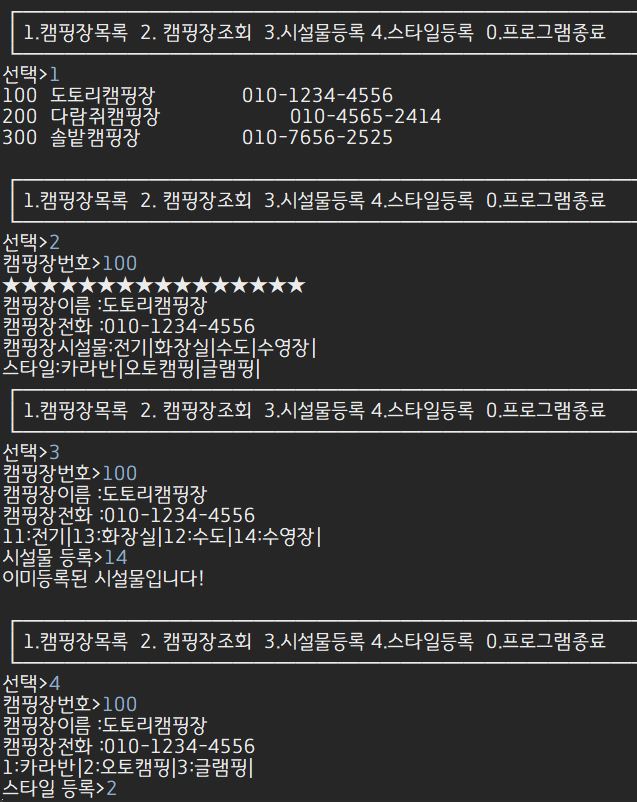 1.캠핑장목록 2. 캠핑장조회 3.시설물등록 4.스타일등록 0.프로그램종료
선택>1
100 도토리캠핑장 010-1234-4556
200 다람쥐캠핑장 010-4565-2414
300 솔밭캠핑장 010-7656-2525
1.캠핑장목록 2. 캠핑장조회 3.시설물등록 4.스타일등록 0.프로그램종료
선택>2
캠핑장번호>100
★★★★★★★★★★★★★★★★
캠핑장이름 :도토리캠핑장
캠핑장전화 :010-1234-4556
캠핑장시설물:전기|화장실|수도|수영장|
스타일:카라반|오토캠핑|글램핑|
1.캠핑장목록 2. 캠핑장조회 3.시설물등록 4.스타일등록 0.프로그램종료
선택>3
캠핑장번호>100
캠핑장이름 :도토리캠핑장
캠핑장전화 :010-1234-4556
11:전기|13:화장실|12:수도|14:수영장|
시설물 등록>14
이미등록된 시설물입니다!
1.캠핑장목록 2. 캠핑장조회 3.시설물등록 4.스타일등록 0.프로그램종료
선택>4
캠핑장번호>100
캠핑장이름 :도토리캠핑장
캠핑장전화 :010-1234-4556
1:카라반|2:오토캠핑|3:글램핑|
스타일 등록>2